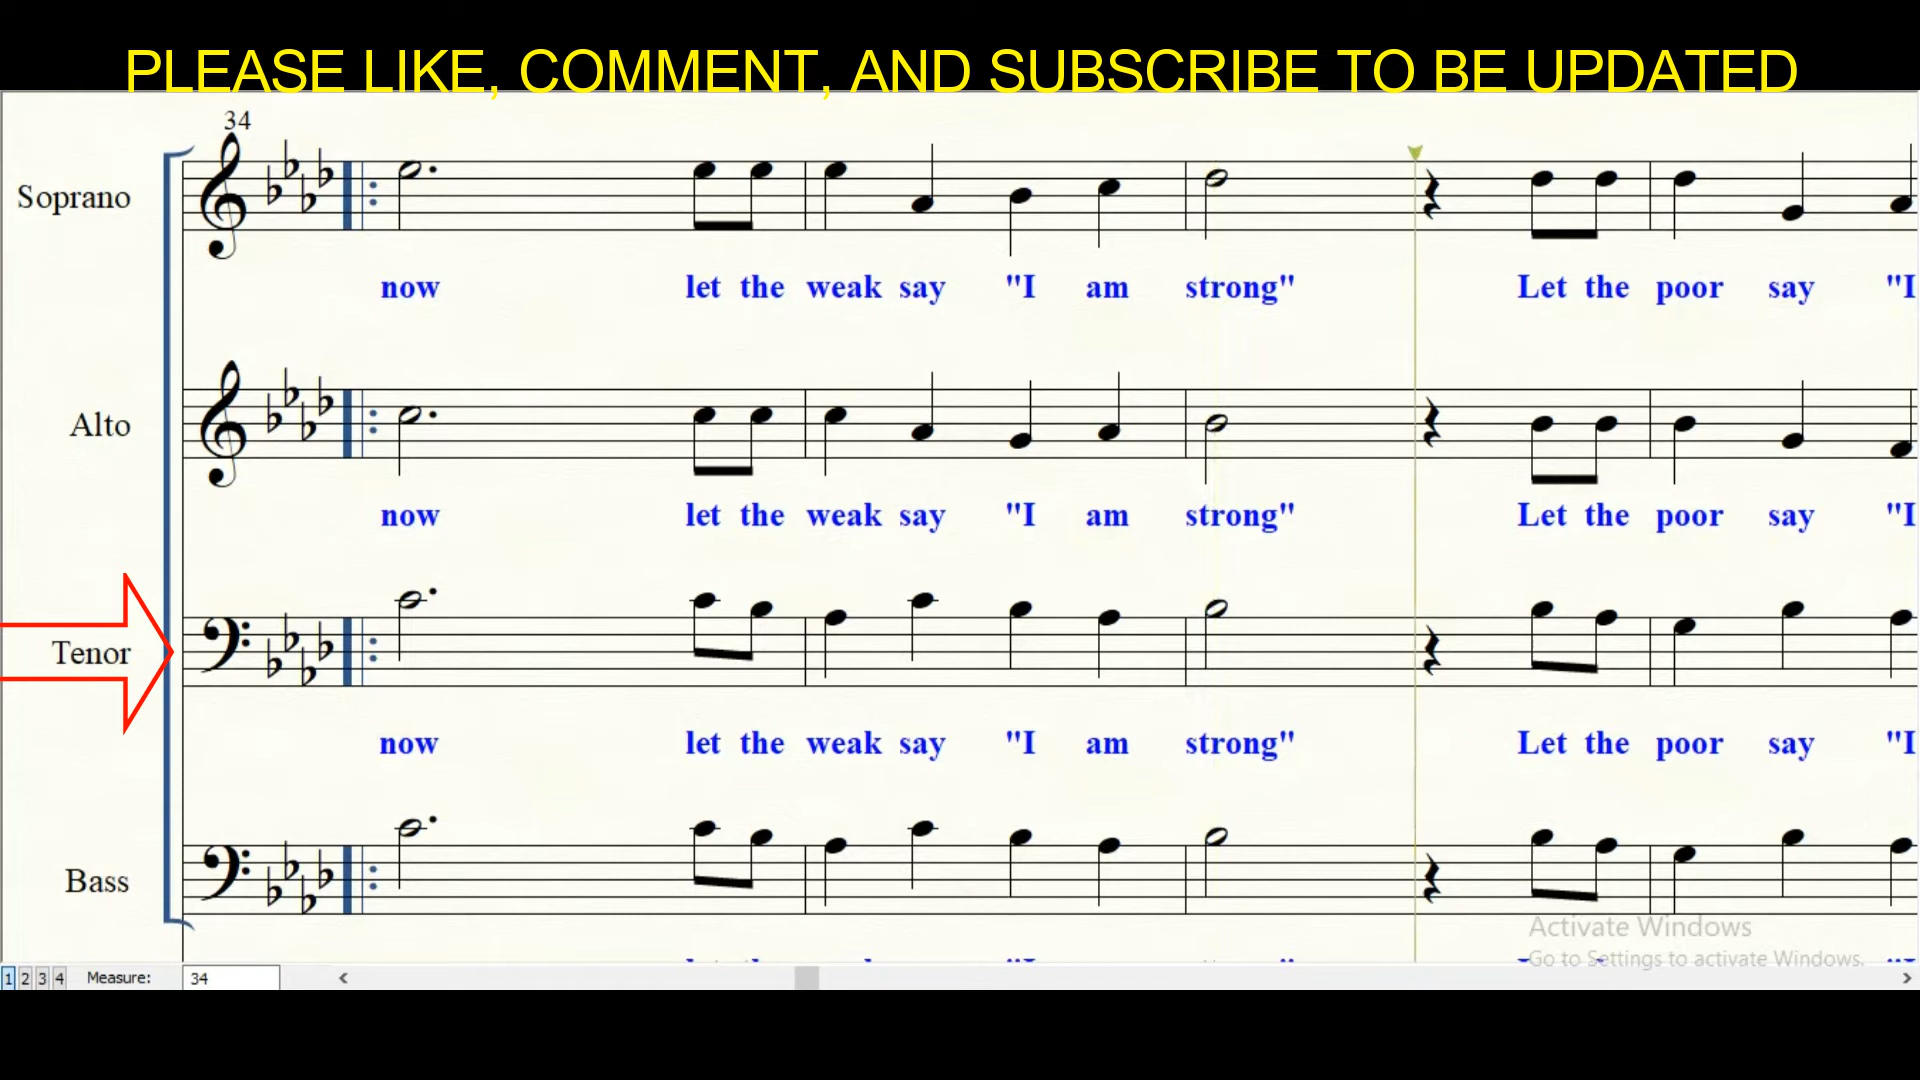 PLEASE LIKE, COMMENT, AND SUBSCRIBE TO BE UPDATED
34
Soprano
now let the weak say "I am strong" Let the poor say "I
Alto
now let the weak say "I am strong" Let the poor say "I
Tenor
now let the weak say "I am strong" Let the poor say "I
Bass
Activate Windows
Go to Settings to activate Windows.
1 2 3 4 Measure: 34